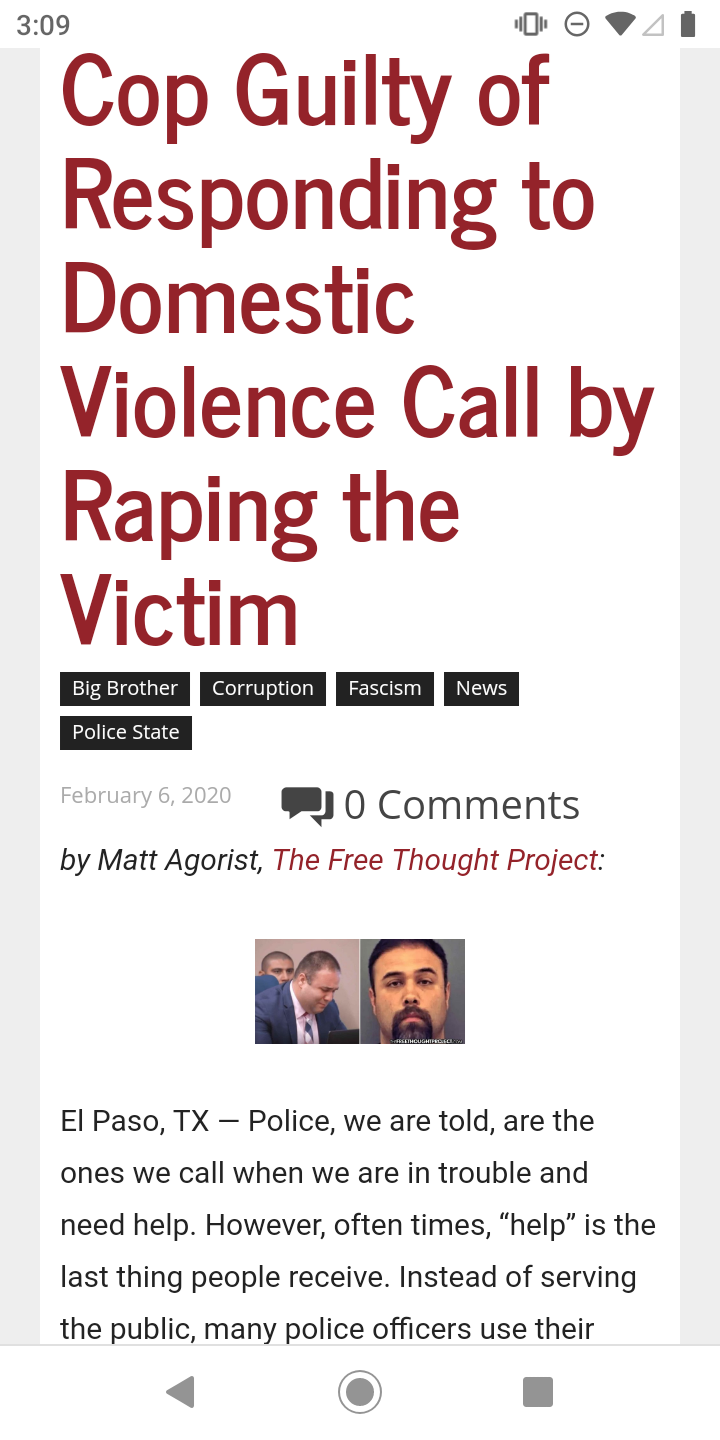 3:09
Cop Guilty of
Responding to
Domestic
Violence Call by
Raping the
Victim
Big Brother Corruption Fascism News
Police State
February 6, 2020 0 Comments
by Matt Agorist, The Free Thought Project:
El Paso, TX — Police, we are told, are the
ones we call when we are in trouble and
need help. However, often times, “help” is the
last thing people receive. Instead of serving
the public, many police officers use their